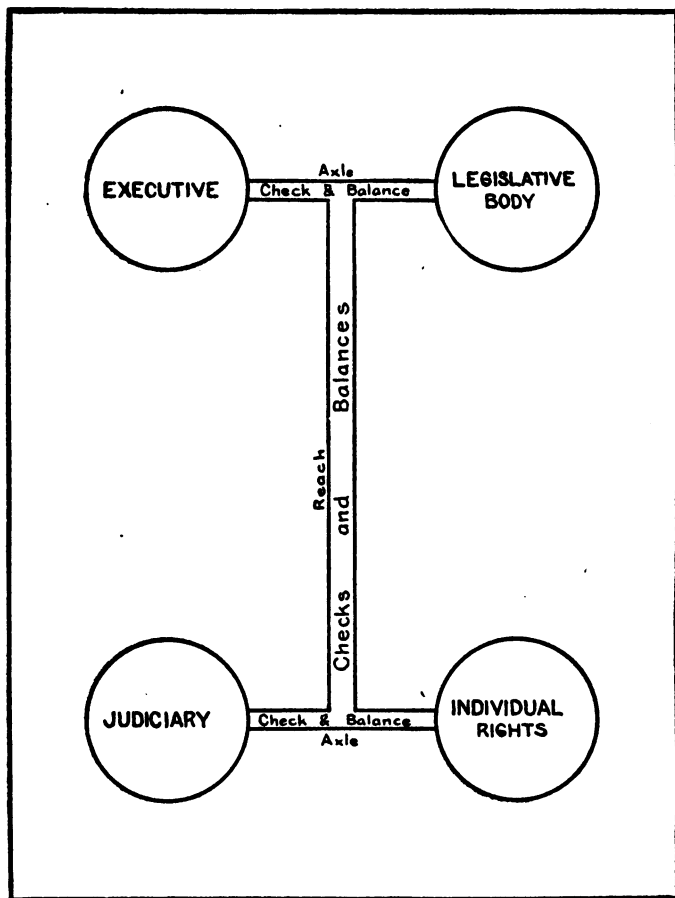 Axle
EXECUTIVE
Check & Balance
LEGISLATIVE
BODY
Reach
Checks and Balances
JUDICIARY
Check & Balance
INDIVIDUAL
RIGHTS
Axle